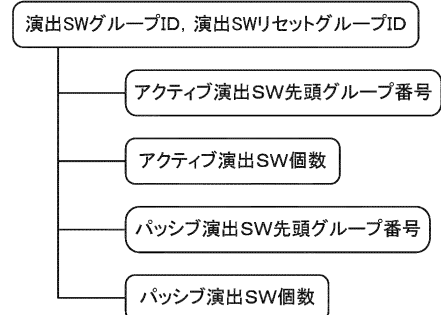 演出SWグループID, 演出SWリセットグループID
アクティブ演出SW先頭グループ番号
アクティブ演出SW個数
パッシブ演出SW先頭グループ番号
パッシブ演出SW個数